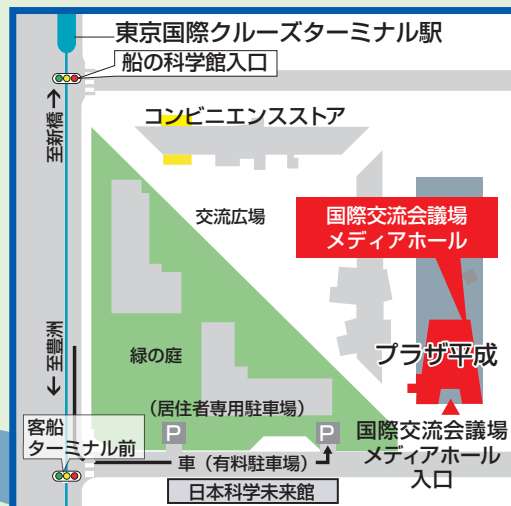 東京国際クルーズターミナル駅
船の科学館入口
至新橋→
コンビニエンスストア
交流広場
国際交流会議場
メディアホール
←至豊洲
緑の庭
プラザ平成
(居住者専用駐車場)
P
P
客船
ターミナル前
国際交流会議場
メディアホール
入口
車(有料駐車場)
日本科学未来館